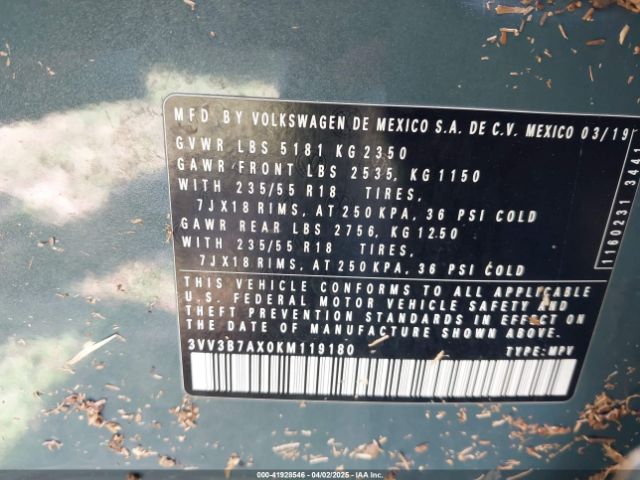 MFD BY VOLKSWAGEN DE MEXICO S.A. DE C.V. MEXICO 03/19
GVWR LBS 5181 KG 2350
GAWR FRONT LBS 2535, KG 1150
WITH 235/55 R18 TIRES,
7JX18 RIMS, AT 250 KPA, 36 PSI COLD
GAWR REAR LBS 2756, KG 1250
WITH 235/55 R18 TIRES,
7JX18 RIMS, AT 250 KPA, 36 PSI COLD
THIS VEHICLE CONFORMS TO ALL APPLICABLE
U.S. FEDERAL MOTOR VEHICLE SAFETY AND
THEFT PREVENTION STANDARDS IN EFFECT ON
THE DATE OF MANUFACTURE SHOWN ABOVE.
3VV3B7AX0KM119180 TYPE: MPV
1160231 3441
000-41928546 04/02/2025 IAA Inc.